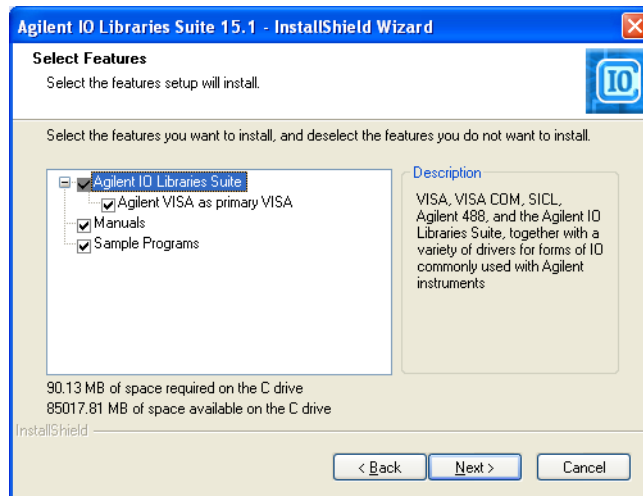 Agilent IO Libraries Suite 15.1 - InstallShield Wizard
Select Features
Select the features setup will install.
IO
Select the features you want to install, and deselect the features you do not want to install.
Agilent IO Libraries Suite
Agilent VISA as primary VISA
Manuals
Sample Programs
Description
VISA, VISA COM, SICL,
Agilent 488, and the Agilent IO
Libraries Suite, together with a
variety of drivers for forms of IO
commonly used with Agilent
instruments
90.13 MB of space required on the C drive
85017.81 MB of space available on the C drive
InstallShield
< Back
Next >
Cancel